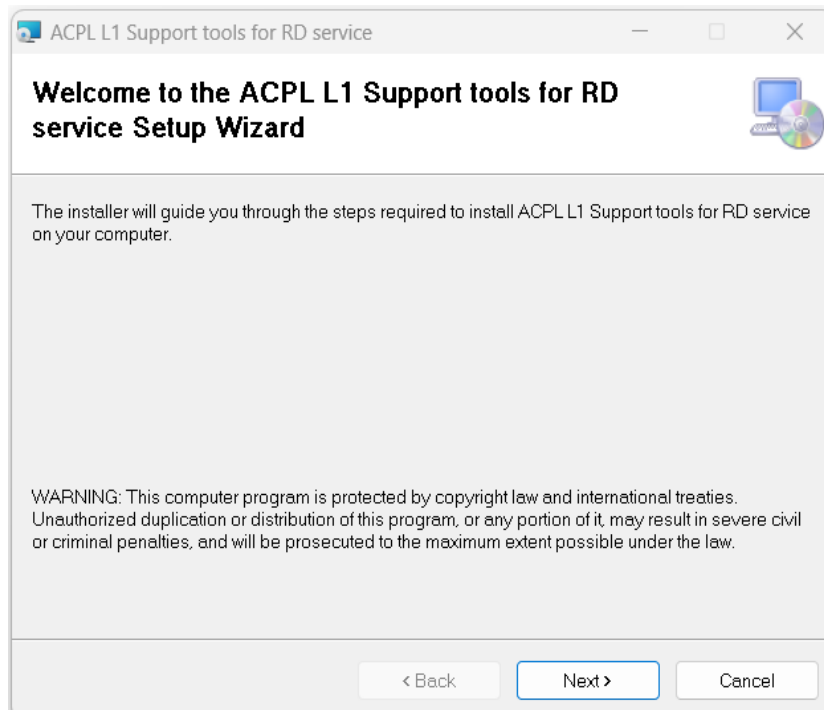 ACPL L1 Support tools for RD service
Welcome to the ACPL L1 Support tools for RD
service Setup Wizard
The installer will guide you through the steps required to install ACPL L1 Support tools for RD service
on your computer.
WARNING: This computer program is protected by copyright law and international treaties.
Unauthorized duplication or distribution of this program, or any portion of it, may result in severe civil
or criminal penalties, and will be prosecuted to the maximum extent possible under the law.
< Back Next > Cancel